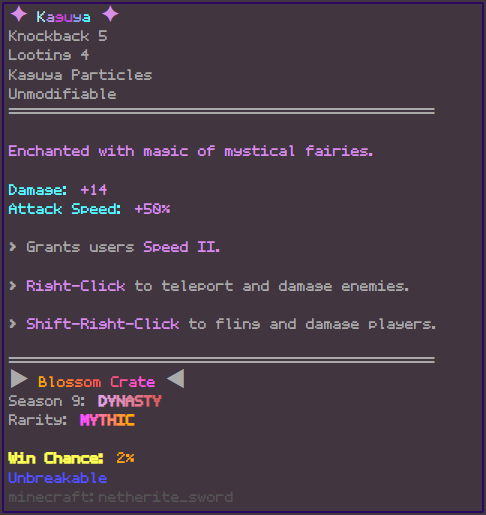 ✦ Kaguya ✦
Knockback 5
Looting 4
Kaguya Particles
Unmodifiable
Enchanted with magic of mystical fairies.
Damage: +14
Attack Speed: +50%
> Grants users Speed II.
> Right-Click to teleport and damage enemies.
> Shift-Right-Click to fling and damage players.
▶ Blossom Crate ◀
Season 9: DYNASTY
Rarity: MYTHIC
Win Chance: 2%
Unbreakable
minecraft:netherite_sword